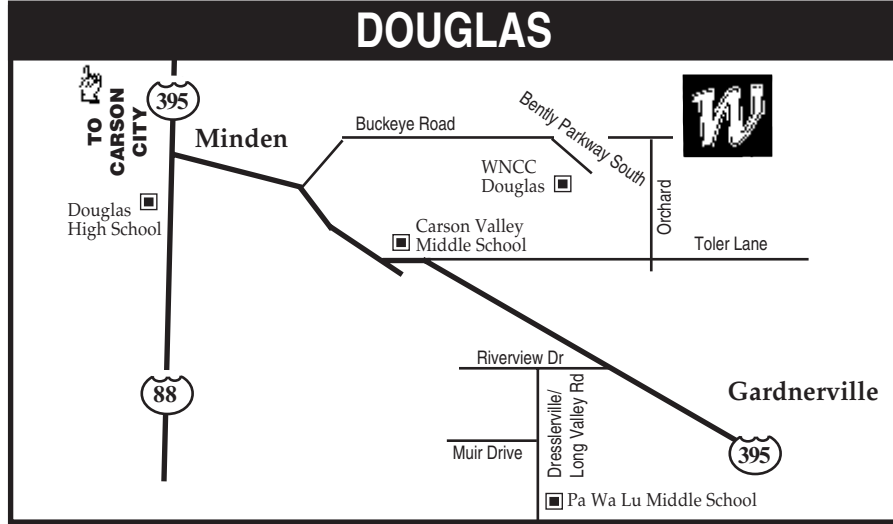 DOUGLAS
TO
CARSON
CITY
395
Minden
Buckeye Road
Bently Parkway South
W
WNCC
Douglas
Orchard
Douglas
High School
Carson Valley
Middle School
Toler Lane
Riverview Dr
88
Dresslerville/
Long Valley Rd
Gardnerville
Muir Drive
395
Pa Wa Lu Middle School